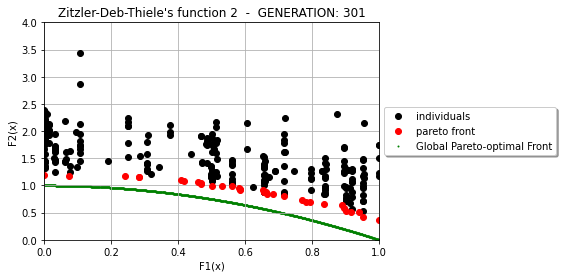 Zitzler-Deb-Thiele's function 2 - GENERATION: 301
4.0
3.5
3.0
2.5
2.0
1.5
1.0
0.5
0.0
F2(x)
0.0 0.2 0.4 0.6 0.8 1.0
F1(x)
individuals
pareto front
Global Pareto-optimal Front